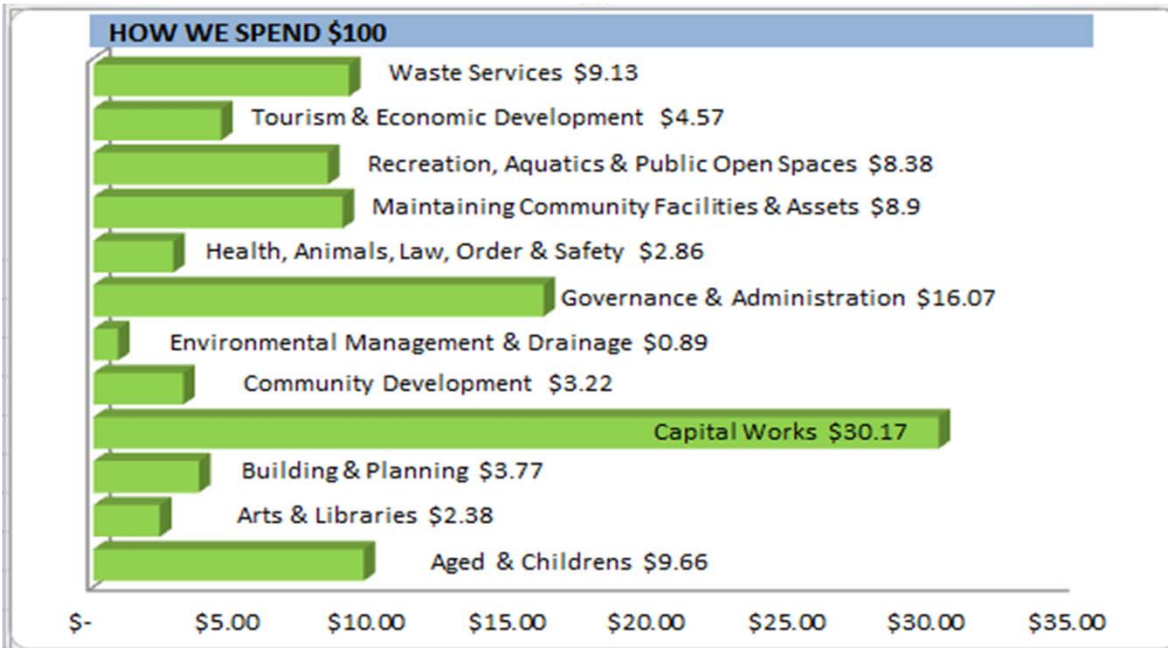 HOW WE SPEND $100
Waste Services $9.13
Tourism & Economic Development $4.57
Recreation, Aquatics & Public Open Spaces $8.38
Maintaining Community Facilities & Assets $8.9
Health, Animals, Law, Order & Safety $2.86
Governance & Administration $16.07
Environmental Management & Drainage $0.89
Community Development $3.22
Capital Works $30.17
Building & Planning $3.77
Arts & Libraries $2.38
Aged & Childrens $9.66
$- $5.00 $10.00 $15.00 $20.00 $25.00 $30.00 $35.00